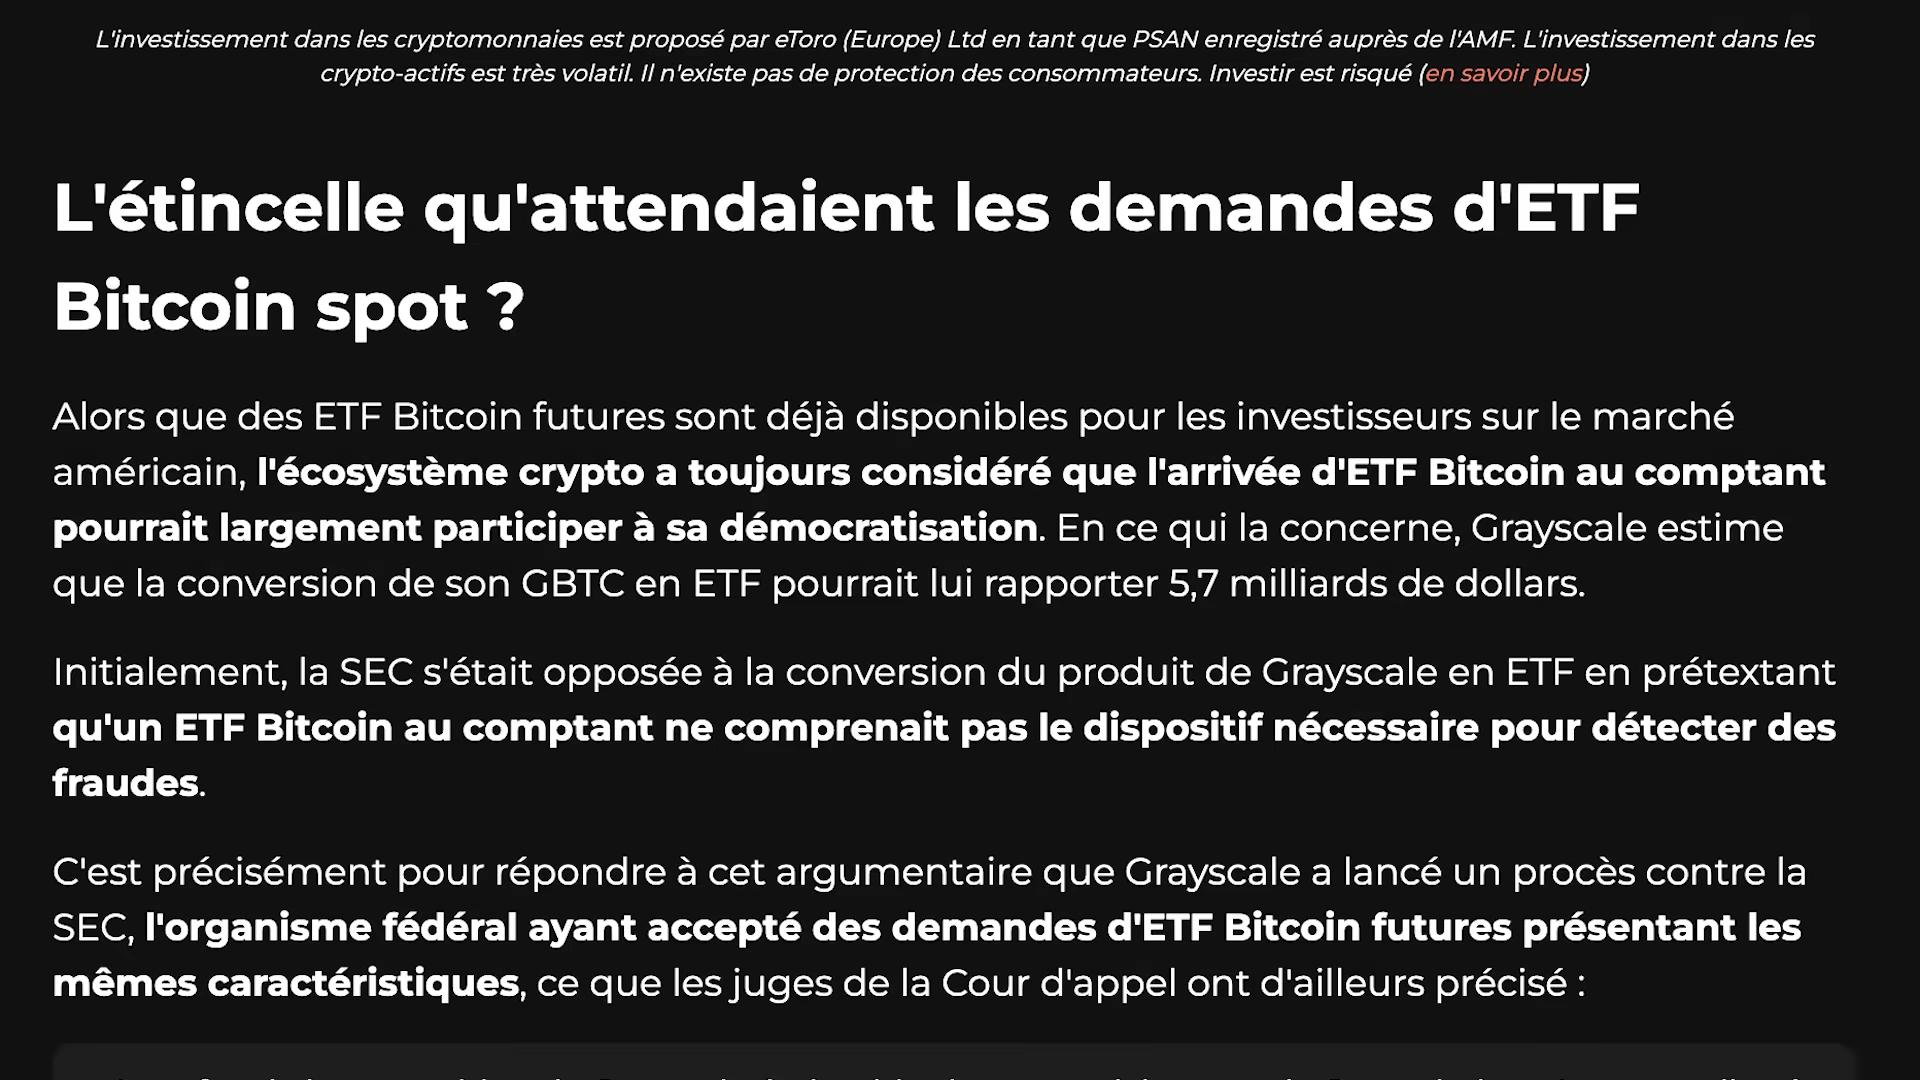 L'investissement dans les cryptomonnaies est proposé par eToro (Europe) Ltd en tant que PSAN enregistré auprès de l'AMF. L'investissement dans les
crypto-actifs est très volatil. Il n'existe pas de protection des consommateurs. Investir est risqué (en savoir plus)
L'étincelle qu'attendaient les demandes d'ETF
Bitcoin spot ?
Alors que des ETF Bitcoin futures sont déjà disponibles pour les investisseurs sur le marché
américain, l'écosystème crypto a toujours considéré que l'arrivée d'ETF Bitcoin au comptant
pourrait largement participer à sa démocratisation. En ce qui la concerne, Grayscale estime
que la conversion de son GBTC en ETF pourrait lui rapporter 5,7 milliards de dollars.
Initialement, la SEC s'était opposée à la conversion du produit de Grayscale en ETF en prétextant
qu'un ETF Bitcoin au comptant ne comprenait pas le dispositif nécessaire pour détecter des
fraudes.
C'est précisément pour répondre à cet argumentaire que Grayscale a lancé un procès contre la
SEC, l'organisme fédéral ayant accepté des demandes d'ETF Bitcoin futures présentant les
mêmes caractéristiques, ce que les juges de la Cour d'appel ont d'ailleurs précisé :